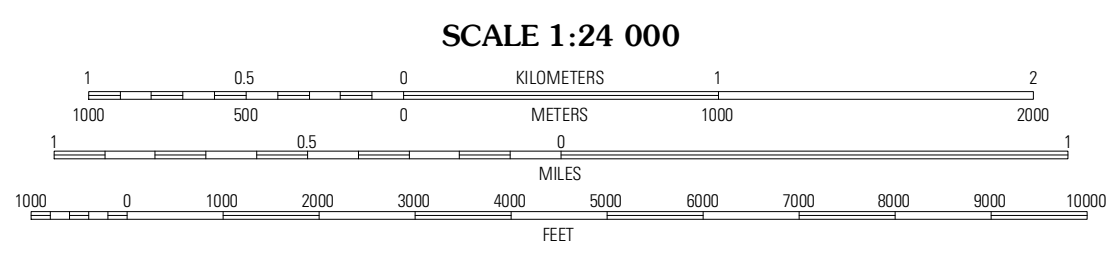 SCALE 1:24 000
1 0.5 0 KILOMETERS 1 2
1000 500 0 METERS 1000 2000
1 0.5 0 1
MILES
1000 0 1000 2000 3000 4000 5000 6000 7000 8000 9000 10000
FEET